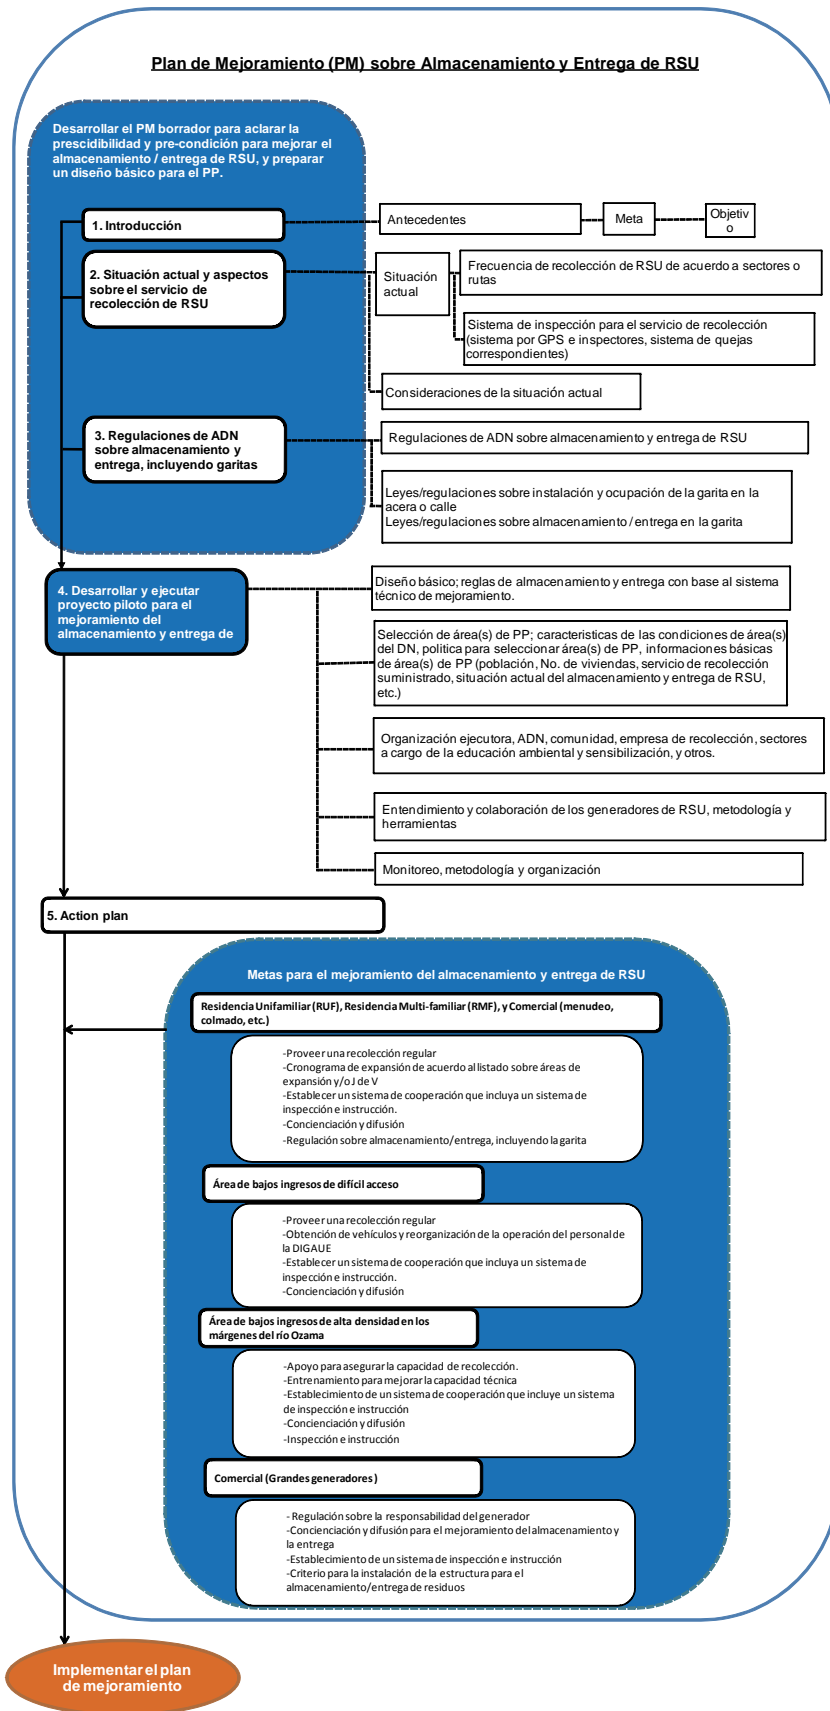 Plan de Mejoramiento (PM) sobre Almacenamiento y Entrega de RSU
Desarrollar el PM borrador para aclarar la
prescidibilidad y pre-condición para mejorar el
almacenamiento / entrega de RSU, y preparar
un diseño básico para el PP.
1. Introducción
Antecedentes
Meta
Objetiv
o
2. Situación actual y aspectos
sobre el servicio de
recolección de RSU
Situación
actual
Frecuencia de recolección de RSU de acuerdo a sectores o
rutas
Sistema de inspección para el servicio de recolección
(sistema por GPS e inspectores, sistema de quejas
correspondientes)
Consideraciones de la situación actual
3. Regulaciones de ADN
sobre almacenamiento y
entrega, incluyendo garitas
Regulaciones de ADN sobre almacenamiento y entrega de RSU
Leyes/regulaciones sobre instalación y ocupación de la garita en la
acera o calle
Leyes/regulaciones sobre almacenamiento / entrega en la garita
4. Desarrollar y ejecutar
proyecto piloto para el
mejoramiento del
almacenamiento y entrega de
Diseño básico; reglas de almacenamiento y entrega con base al sistema
técnico de mejoramiento.
Selección de área(s) de PP; caracteristicas de las condiciones de área(s)
del DN, politica para seleccionar área(s) de PP, informaciones básicas
de área(s) de PP (población, No. de viviendas, servicio de recolección
suministrado, situación actual del almacenamiento y entrega de RSU,
etc.)
Organización ejecutora, ADN, comunidad, empresa de recolección, sectores
a cargo de la educación ambiental y sensibilización, y otros.
Entendimiento y colaboración de los generadores de RSU, metodología y
herramientas
Monitoreo, metodología y organización
5. Action plan
Metas para el mejoramiento del almacenamiento y entrega de RSU
Residencia Unifamiliar (RUF), Residencia Multi-familiar (RMF), y Comercial (menudeo,
colmado, etc.)
-Proveer una recolección regular
-Cronograma de expansión de acuerdo al listado sobre áreas de
expansión y/o J de V
-Establecer un sistema de cooperación que incluya un sistema de
inspección e instrucción.
-Concienciación y difusión
-Regulación sobre almacenamiento/entrega, incluyendo la garita
Área de bajos ingresos de difícil acceso
-Proveer una recolección regular
-Obtención de vehículos y reorganización de la operación del personal de
la DIGAUE
-Establecer un sistema de cooperación que incluya un sistema de
inspección e instrucción.
-Concienciación y difusión
Área de bajos ingresos de alta densidad en los
márgenes del río Ozama
-Apoyo para asegurar la capacidad de recolección.
-Entrenamiento para mejorar la capacidad técnica
-Establecimiento de un sistema de cooperación que incluye un sistema
de inspección e instrucción
-Concienciación y difusión
-Inspección e instrucción
Comercial (Grandes generadores )
- Regulación sobre la responsabilidad del generador
-Concienciación y difusión para el mejoramiento del almacenamiento y
la entrega
-Establecimiento de un sistema de inspección e instrucción
-Criterio para la instalación de la estructura para el
almacenamiento/entrega de residuos
Implementar el plan
de mejoramiento